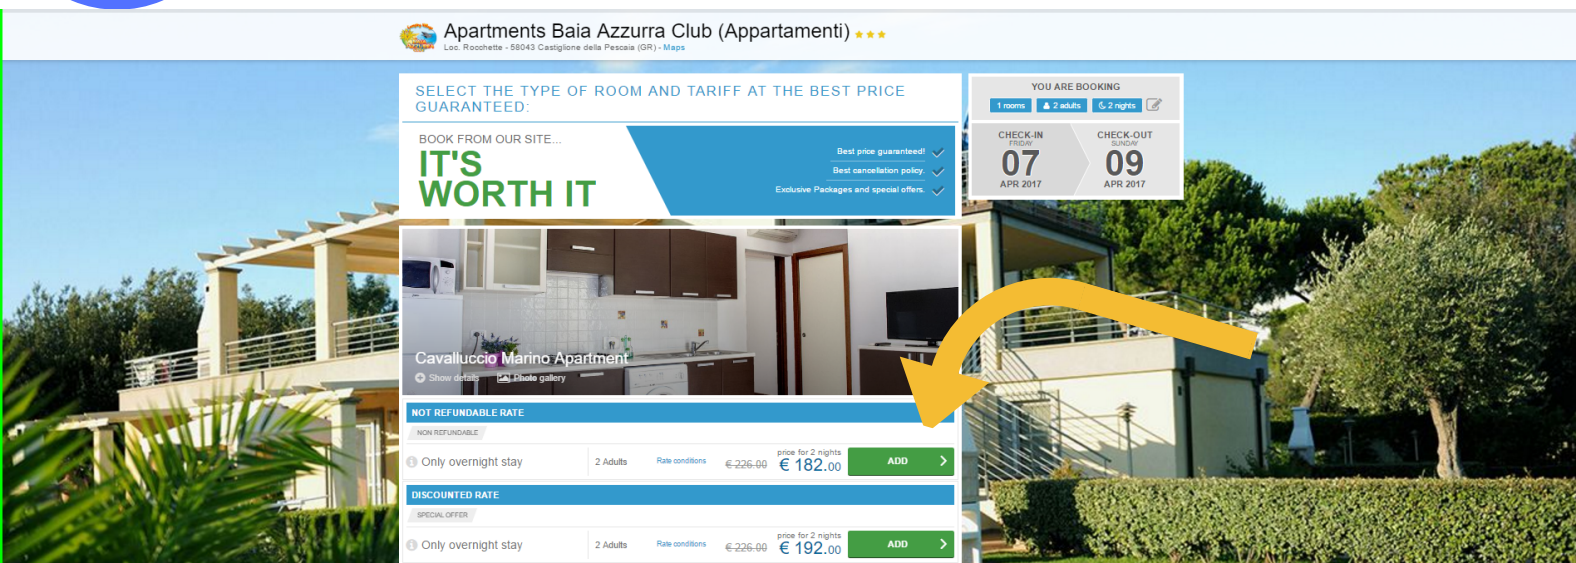 Apartments Baia Azzurra Club (Appartamenti)
Loc. Rocchette - 58043 Castiglione della Pescaia (GR) - Maps
SELECT THE TYPE OF ROOM AND TARIFF AT THE BEST PRICE
GUARANTEED:
BOOK FROM OUR SITE...
IT'S
WORTH IT
Best price guaranteed!
Best cancellation policy.
Exclusive Packages and special offers.
YOU ARE BOOKING
1 rooms 2 adults 2 nights
CHECK-IN
FRIDAY
07
APR 2017
CHECK-OUT
SUNDAY
09
APR 2017
Cavalluccio Marino Apartment
Show details Photo gallery
NOT REFUNDABLE RATE
NON REFUNDABLE
Only overnight stay 2 Adults Rate conditions € 226.00 price for 2 nights € 182.00 ADD
DISCOUNTED RATE
SPECIAL OFFER
Only overnight stay 2 Adults Rate conditions € 226.00 price for 2 nights € 192.00 ADD